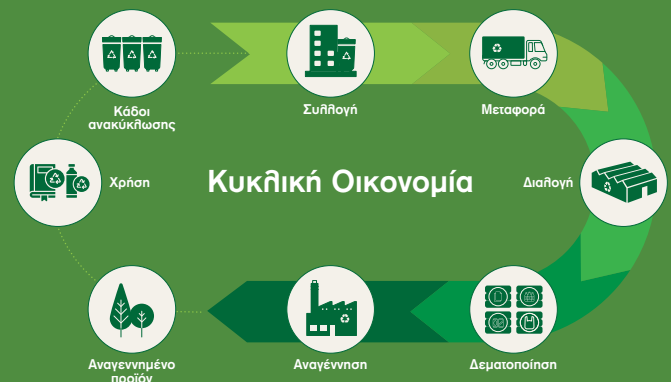 Κάδοι
ανακύκλωσης
Συλλογή
Μεταφορά
Χρήση
Κυκλική Οικονομία
Διαλογή
Αναγεννημένο
προϊόν
Αναγέννηση
Δεματοποίηση